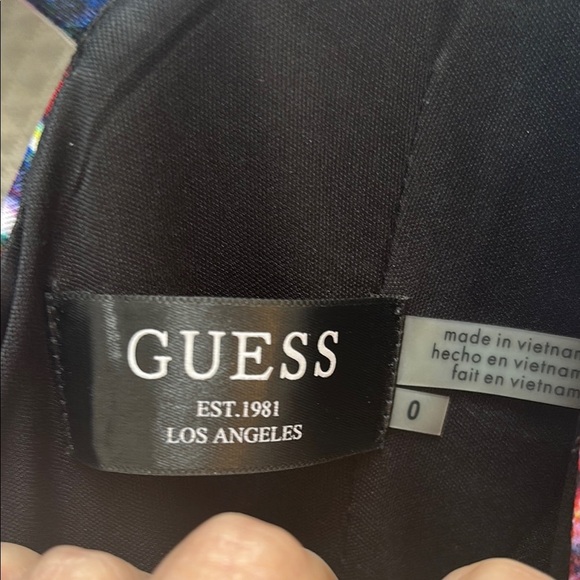 GUESS
EST.1981
LOS ANGELES
0
made in vietnam
hecho en vietnam
fait en vietnam